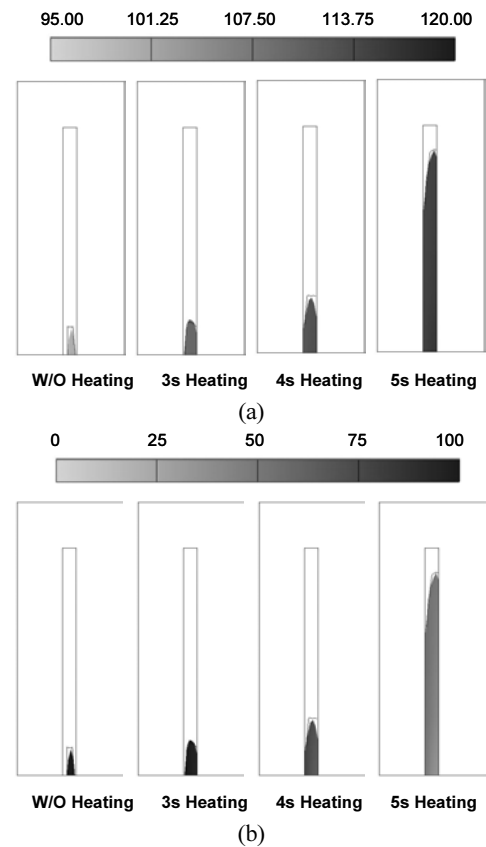 95.00 101.25 107.50 113.75 120.00
W/O Heating 3s Heating 4s Heating 5s Heating
(a)
0 25 50 75 100
W/O Heating 3s Heating 4s Heating 5s Heating
(b)